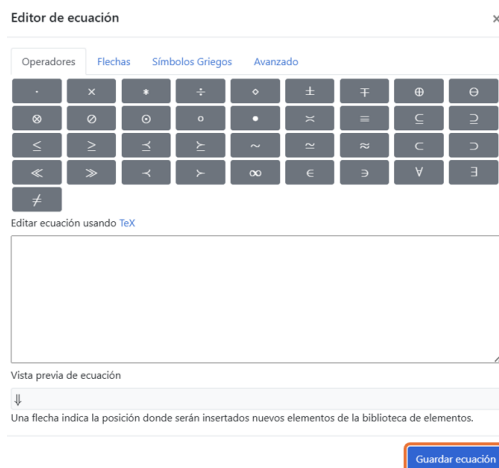 Editor de ecuación ×
Operadores Flechas Símbolos Griegos Avanzado
· × * ÷ ⋄ ± ∓ ⊕ ⊖
⊗ ⊘ ⊙ ∘ • ≍ ≡ ⊆ ⊇
≤ ≥ ⪯ ⪰ ∼ ≃ ≈ ⊂ ⊃
≪ ≫ ≺ ≻ ∞ ∈ ∋ ∀ ∃
≠
Editar ecuación usando TeX
Vista previa de ecuación
⇓
Una flecha indica la posición donde serán insertados nuevos elementos de la biblioteca de elementos.
Guardar ecuación